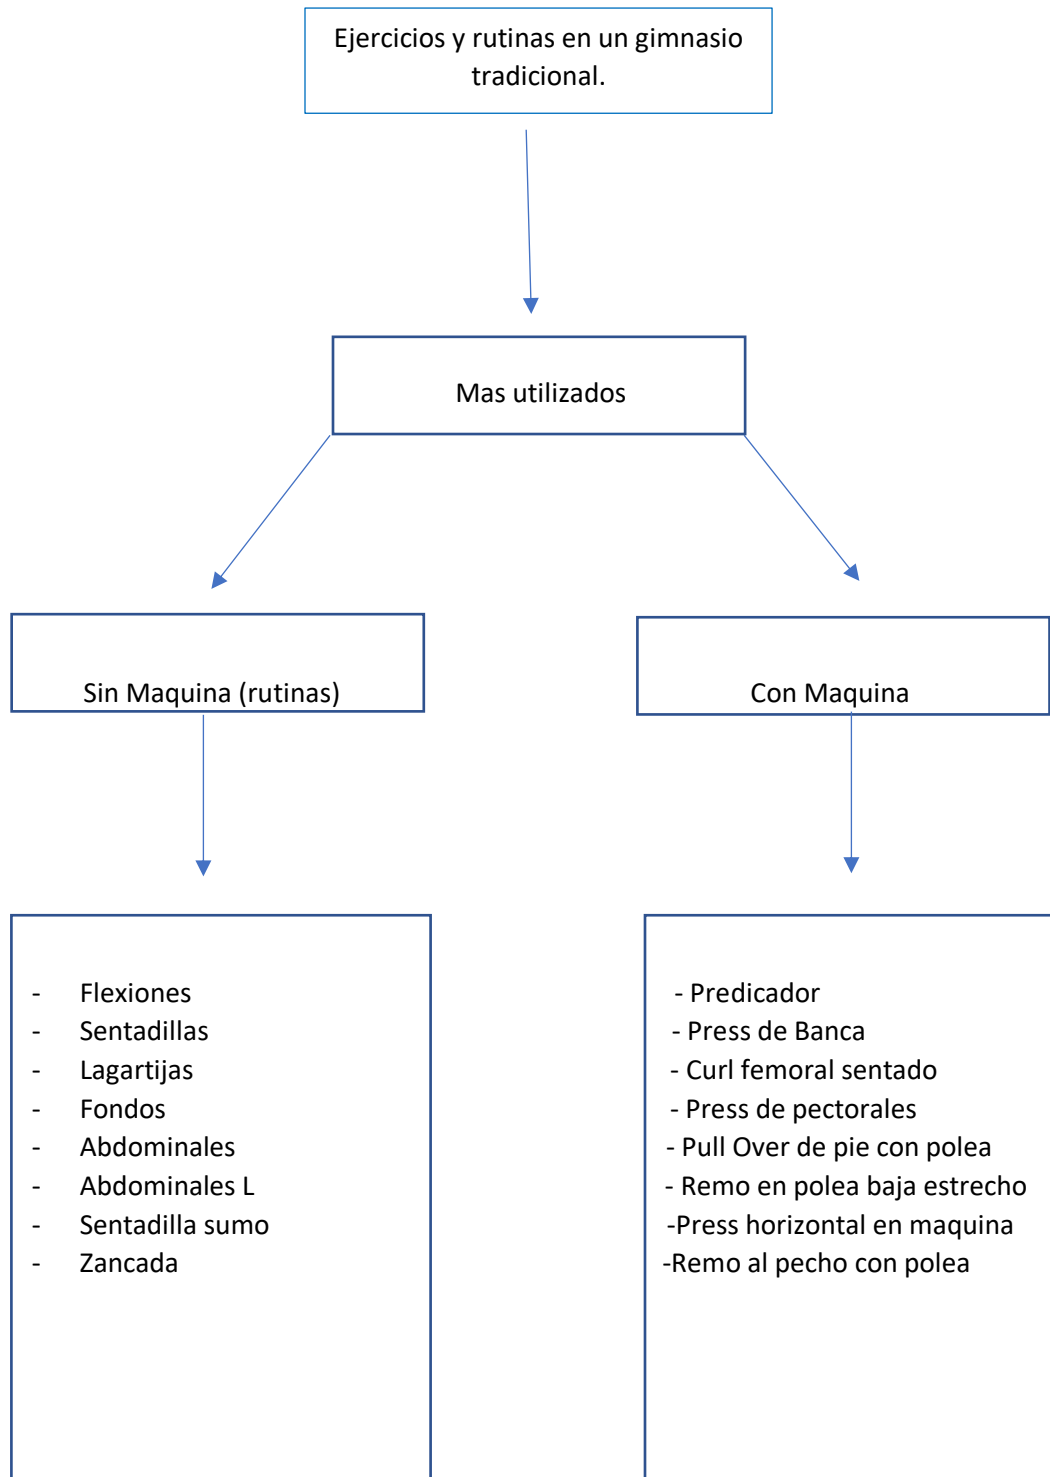 Ejercicios y rutinas en un gimnasio
tradicional.
Mas utilizados
Sin Maquina (rutinas)
Con Maquina
- Flexiones
- Sentadillas
- Lagartijas
- Fondos
- Abdominales
- Abdominales L
- Sentadilla sumo
- Zancada
- Predicador
- Press de Banca
- Curl femoral sentado
- Press de pectorales
- Pull Over de pie con polea
- Remo en polea baja estrecho
-Press horizontal en maquina
-Remo al pecho con polea